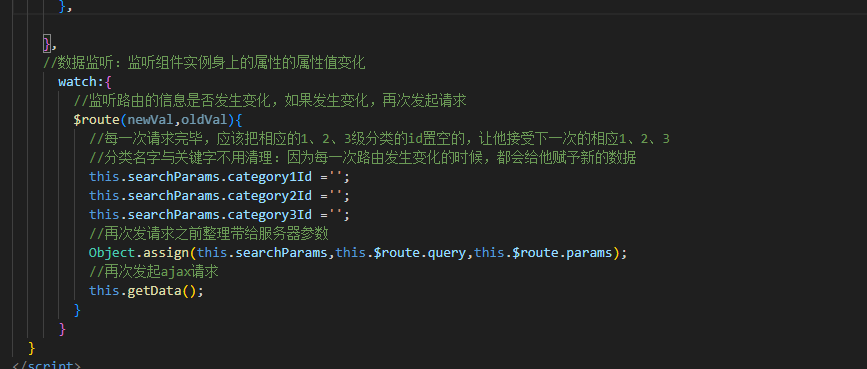 },
},
//数据监听：监听组件实例身上的属性的属性值变化
watch:{
//监听路由的信息是否发生变化，如果发生变化，再次发起请求
$route(newVal,oldVal){
//每一次请求完毕，应该把相应的1、2、3级分类的id置空的，让他接受下一次的相应1、2、3
//分类名字与关键字不用清理：因为每一次路由发生变化的时候，都会给他赋予新的数据
this.searchParams.category1Id ='';
this.searchParams.category2Id ='';
this.searchParams.category3Id ='';
//再次发请求之前整理带给服务器参数
Object.assign(this.searchParams,this.$route.query,this.$route.params);
//再次发起ajax请求
this.getData();
}
}
}
</script>